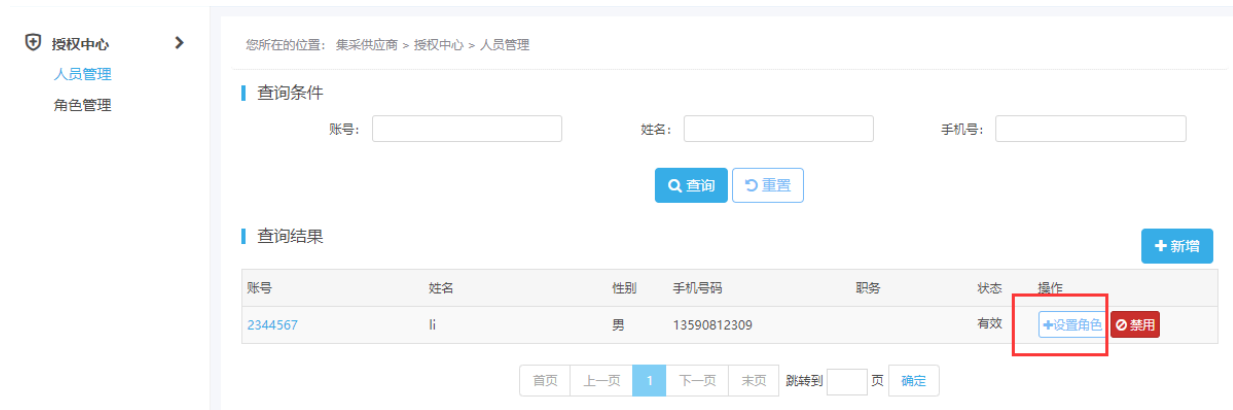 授权中心
人员管理
角色管理
您所在的位置： 集采供应商 > 授权中心 > 人员管理
查询条件
账号： 姓名： 手机号：
查询 重置
查询结果
新增
账号 姓名 性别 手机号码 职务 状态 操作
2344567 li 男 13590812309 有效 设置角色 禁用
首页 上一页 1 下一页 末页 跳转到 页 确定